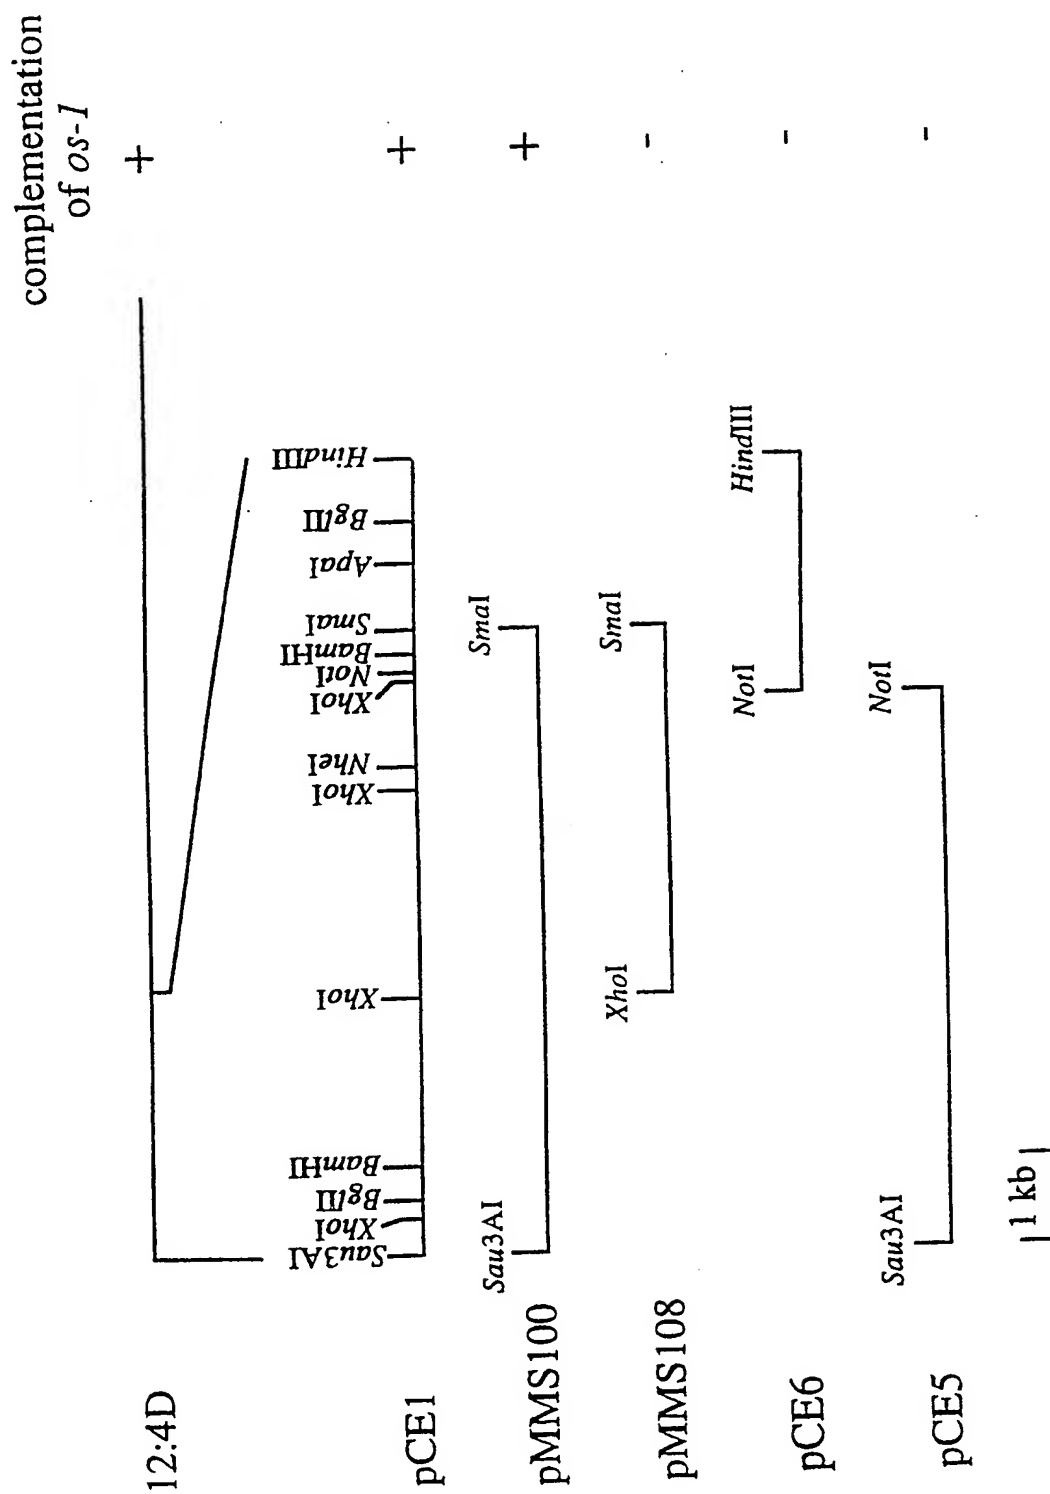 complementation
of os-1
12:4D
+
pCE1
Sau3AI
XhoI
BglII
BamHI
XhoI
XhoI
NheI
XhoI
NotI
BamHI
SmaI
ApaI
BglII
HindIII
+
pMMS100
Sau3AI
SmaI
+
pMMS108
XhoI
SmaI
-
pCE6
NotI
HindIII
-
pCE5
Sau3AI
NotI
-
1 kb